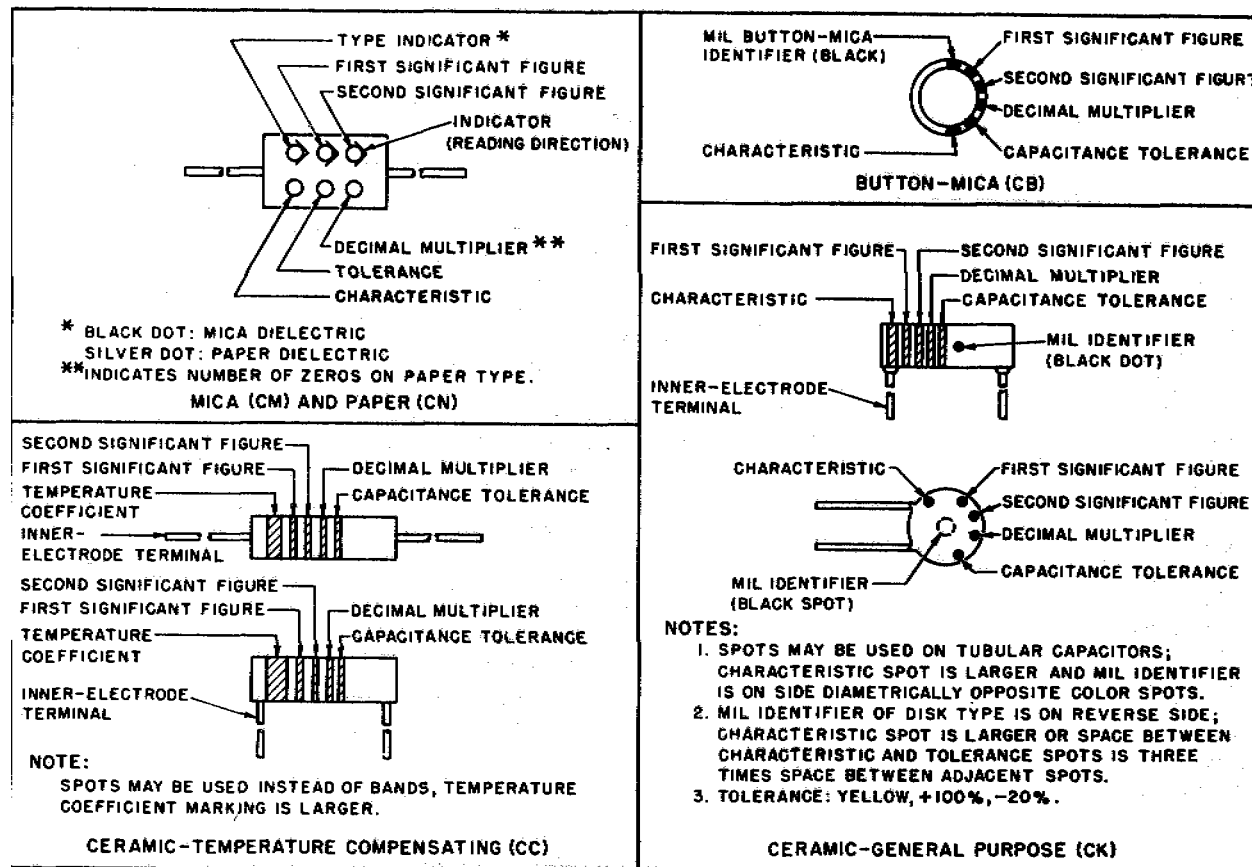 TYPE INDICATOR *
FIRST SIGNIFICANT FIGURE
SECOND SIGNIFICANT FIGURE
INDICATOR
(READING DIRECTION)
DECIMAL MULTIPLIER **
TOLERANCE
CHARACTERISTIC
* BLACK DOT: MICA DIELECTRIC
SILVER DOT: PAPER DIELECTRIC
**INDICATES NUMBER OF ZEROS ON PAPER TYPE.
MICA (CM) AND PAPER (CN)
MIL BUTTON-MICA
IDENTIFIER (BLACK)
FIRST SIGNIFICANT FIGURE
SECOND SIGNIFICANT FIGUR
DECIMAL MULTIPLIER
CHARACTERISTIC
CAPACITANCE TOLERANCE
BUTTON-MICA (CB)
SECOND SIGNIFICANT FIGURE
FIRST SIGNIFICANT FIGURE
DECIMAL MULTIPLIER
TEMPERATURE
COEFFICIENT
CAPACITANCE TOLERANCE
INNER-
ELECTRODE TERMINAL
SECOND SIGNIFICANT FIGURE
FIRST SIGNIFICANT FIGURE
DECIMAL MULTIPLIER
TEMPERATURE
COEFFICIENT
CAPACITANCE TOLERANCE
INNER-ELECTRODE
TERMINAL
NOTE:
SPOTS MAY BE USED INSTEAD OF BANDS, TEMPERATURE
COEFFICIENT MARKING IS LARGER.
CERAMIC-TEMPERATURE COMPENSATING (CC)
FIRST SIGNIFICANT FIGURE
SECOND SIGNIFICANT FIGURE
DECIMAL MULTIPLIER
CHARACTERISTIC
CAPACITANCE TOLERANCE
MIL IDENTIFIER
(BLACK DOT)
INNER-ELECTRODE
TERMINAL
CHARACTERISTIC
FIRST SIGNIFICANT FIGURE
SECOND SIGNIFICANT FIGURE
DECIMAL MULTIPLIER
CAPACITANCE TOLERANCE
MIL IDENTIFIER
(BLACK SPOT)
NOTES:
1. SPOTS MAY BE USED ON TUBULAR CAPACITORS;
CHARACTERISTIC SPOT IS LARGER AND MIL IDENTIFIER
IS ON SIDE DIAMETRICALLY OPPOSITE COLOR SPOTS.
2. MIL IDENTIFIER OF DISK TYPE IS ON REVERSE SIDE;
CHARACTERISTIC SPOT IS LARGER OR SPACE BETWEEN
CHARACTERISTIC AND TOLERANCE SPOTS IS THREE
TIMES SPACE BETWEEN ADJACENT SPOTS.
3. TOLERANCE: YELLOW, +100%, -20%.
CERAMIC-GENERAL PURPOSE (CK)